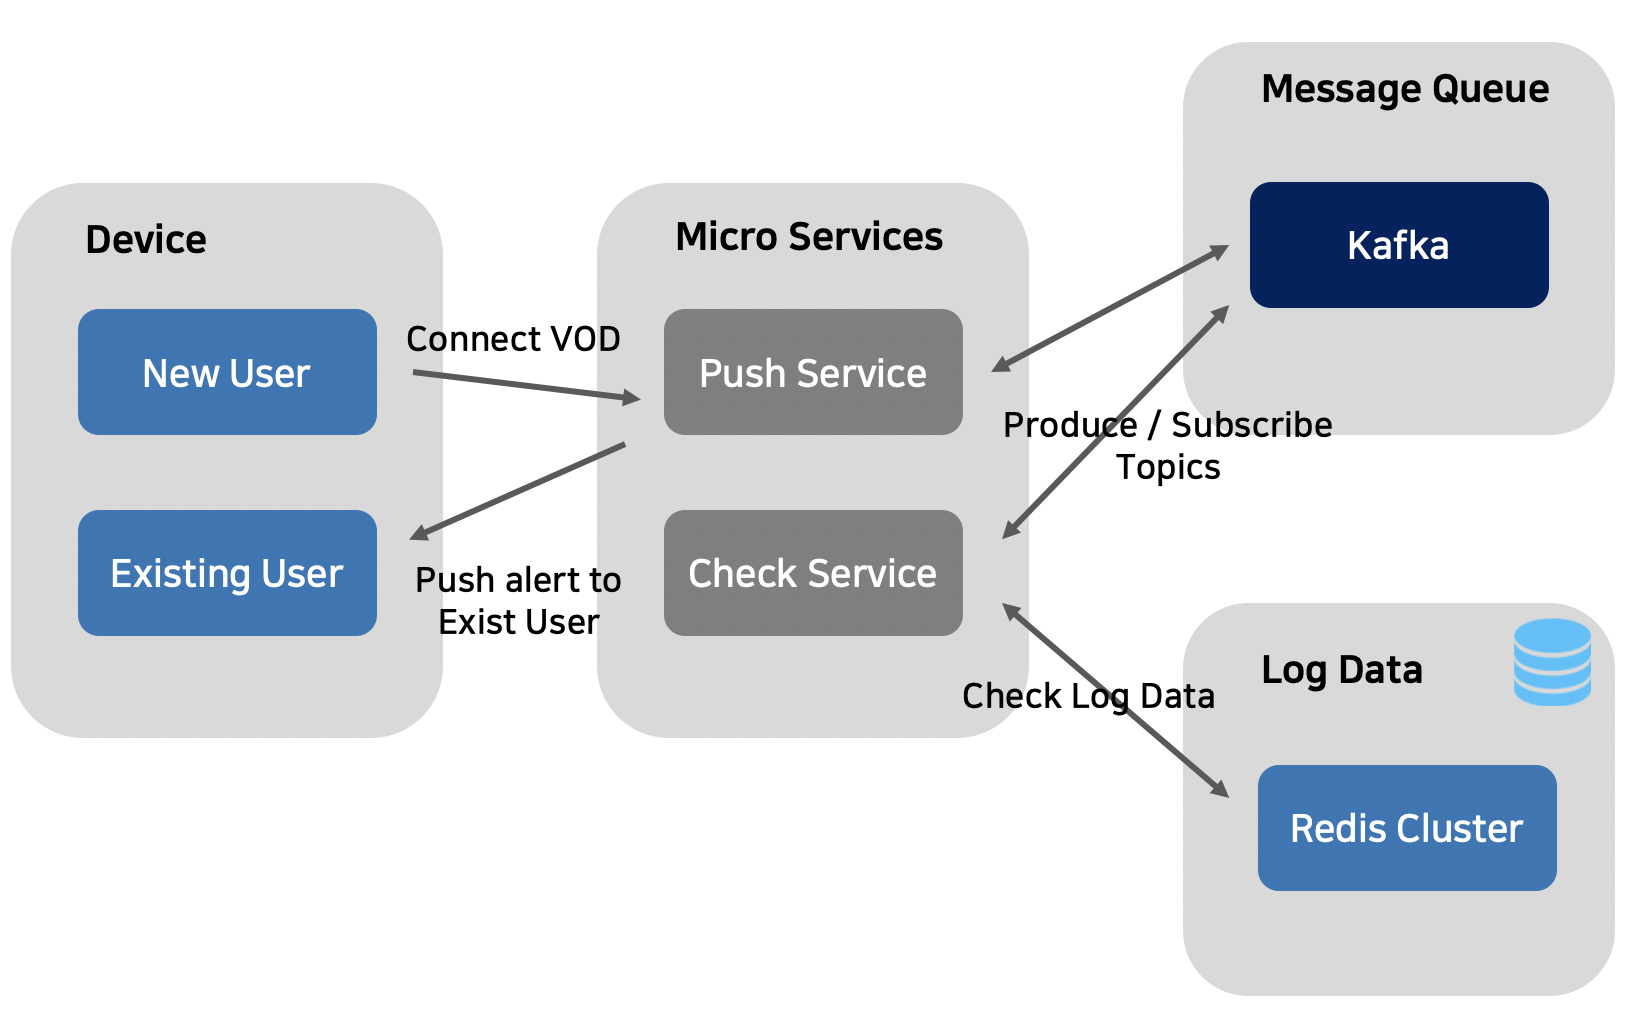 Message Queue
Kafka
Device
New User
Existing User
Connect VOD
Push alert to
Exist User
Micro Services
Push Service
Check Service
Produce / Subscribe
Topics
Check Log Data
Log Data
Redis Cluster